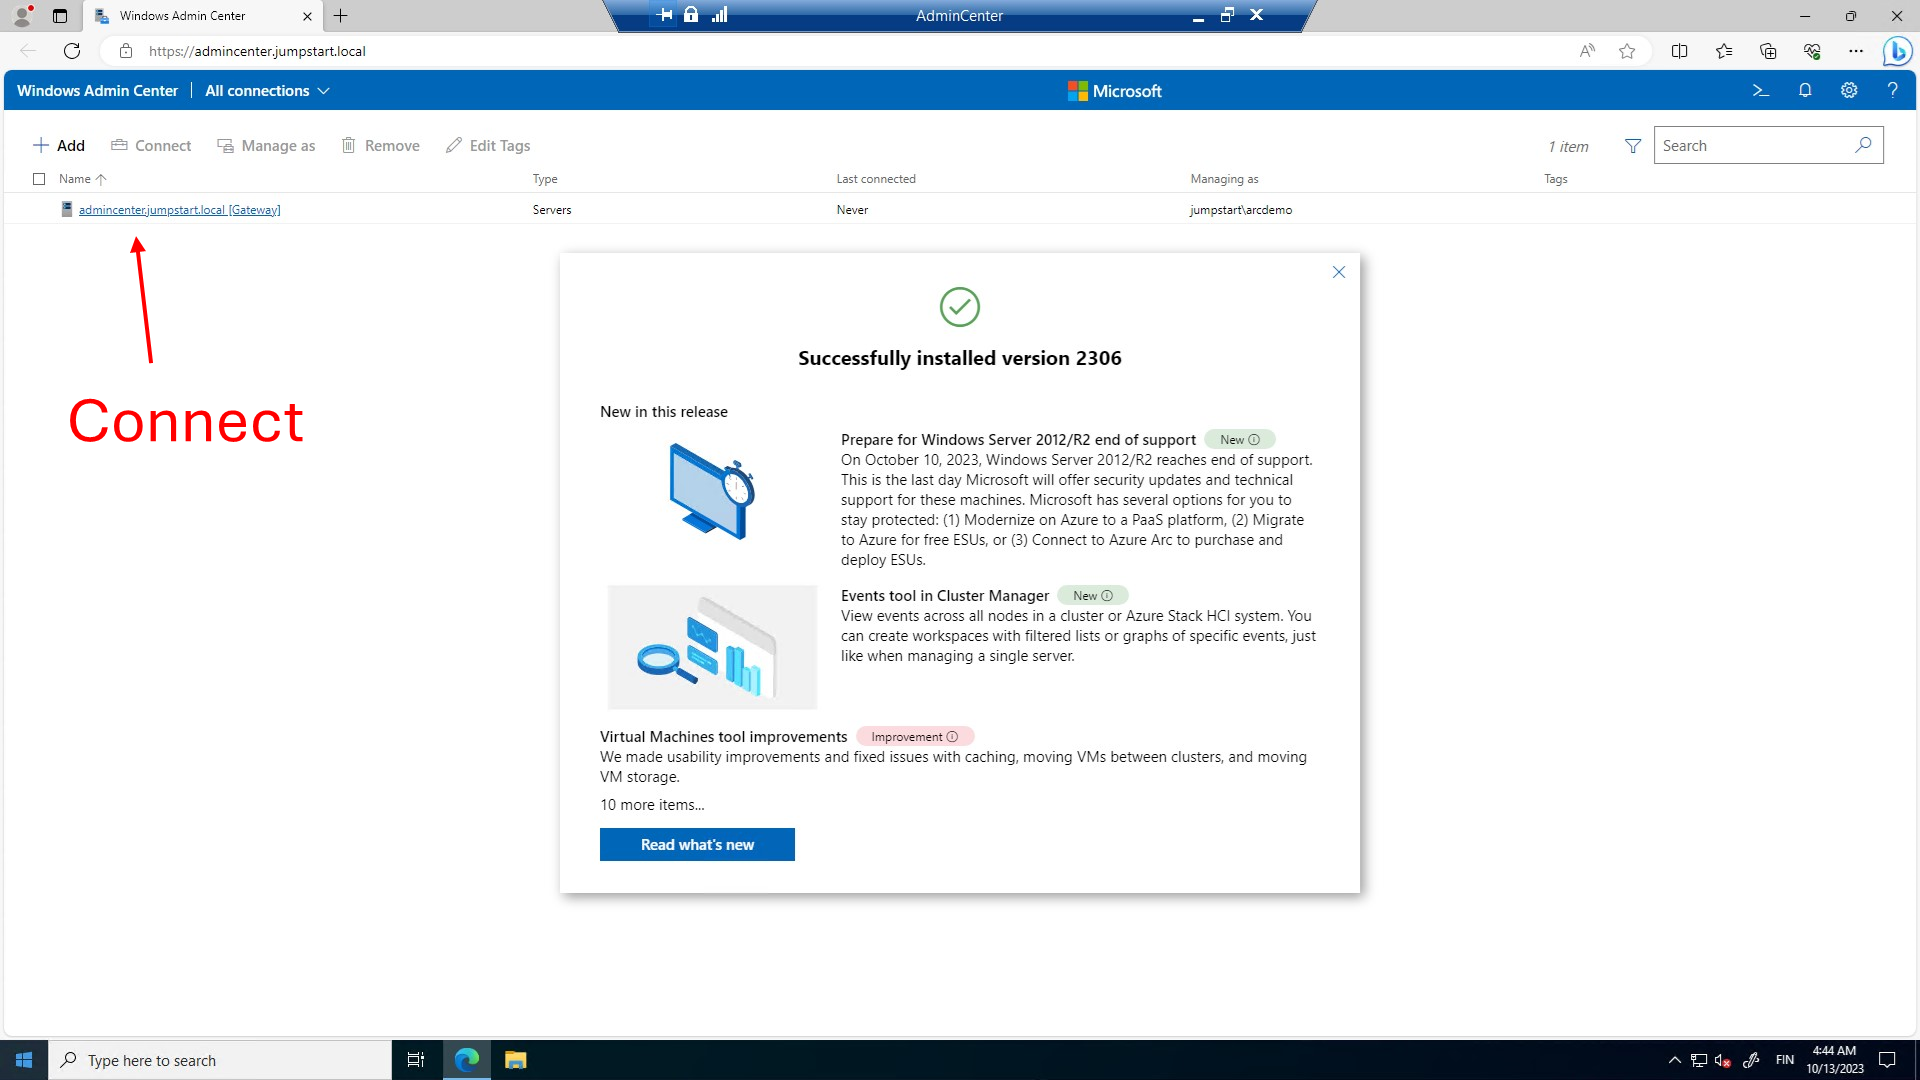 Windows Admin Center
AdminCenter
https://admincenter.jumpstart.local
Windows Admin Center All connections
Microsoft
Add Connect Manage as Remove Edit Tags
1 item
Search
Name Type Last connected Managing as Tags
admincenter.jumpstart.local [Gateway] Servers Never jumpstart\arcdemo
Connect
Successfully installed version 2306
New in this release
Prepare for Windows Server 2012/R2 end of support New
On October 10, 2023, Windows Server 2012/R2 reaches end of support.
This is the last day Microsoft will offer security updates and technical
support for these machines. Microsoft has several options for you to
stay protected: (1) Modernize on Azure to a PaaS platform, (2) Migrate
to Azure for free ESUs, or (3) Connect to Azure Arc to purchase and
deploy ESUs.
Events tool in Cluster Manager New
View events across all nodes in a cluster or Azure Stack HCI system. You
can create workspaces with filtered lists or graphs of specific events, just
like when managing a single server.
Virtual Machines tool improvements Improvement
We made usability improvements and fixed issues with caching, moving VMs between clusters, and moving
VM storage.
10 more items...
Read what's new
Type here to search
FIN
4:44 AM
10/13/2023